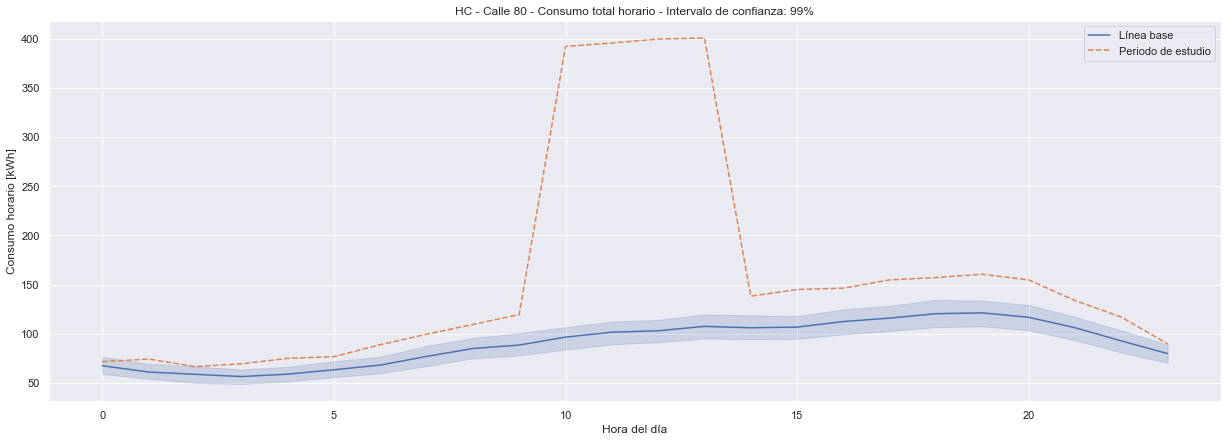 HC - Calle 80 - Consumo total horario - Intervalo de confianza: 99%
Línea base
Periodo de estudio
400
350
300
250
200
150
100
50
Consumo horario [kWh]
0 5 10 15 20
Hora del día